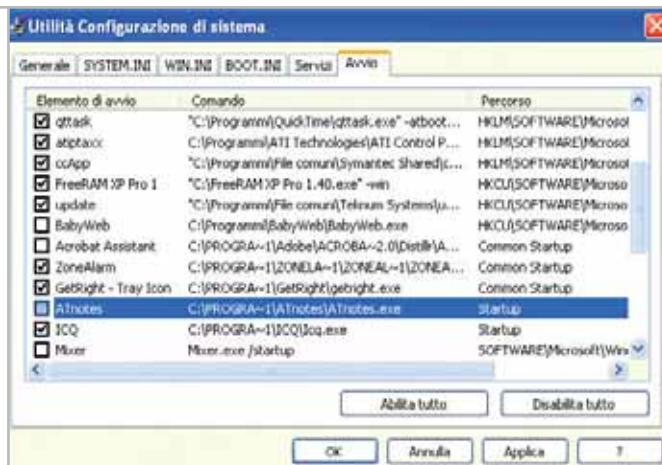 Utilità Configurazione di sistema
Generale SYSTEM.INI WIN.INI BOOT.INI Servizi Avvio
Elemento di avvio Comando Percorso
qttask "C:\Programmi\QuickTime\qttask.exe" -atboot... HKLM\SOFTWARE\Microsof
atiptaxx "C:\Programmi\ATI Technologies\ATI Control P... HKLM\SOFTWARE\Microsof
ccApp "C:\Programmi\File comuni\Symantec Shared\c... HKLM\SOFTWARE\Microsof
FreeRAM XP Pro 1 "C:\FreeRAM XP Pro 1.40.exe" -win HKCU\SOFTWARE\Microso
update "C:\Programmi\File comuni\Telinum Systems\u... HKCU\SOFTWARE\Microso
BabyWeb C:\Programmi\BabyWeb\BabyWeb.exe HKCU\SOFTWARE\Microso
Acrobat Assistant C:\PROGRA~1\Adobe\ACROBA~2.0\Distillr\A... Common Startup
ZoneAlarm C:\PROGRA~1\ZONELA~1\ZONEAL~1\ZONEA... Common Startup
GetRight - Tray Icon C:\PROGRA~1\GetRight\getright.exe Common Startup
ATnotes C:\PROGRA~1\ATnotes\ATnotes.exe Startup
ICQ C:\PROGRA~1\ICQ\Icq.exe Startup
Mixer Mixer.exe /startup SOFTWARE\Microsoft\Win
Abilita tutto Disabilita tutto
OK Annulla Applica ?